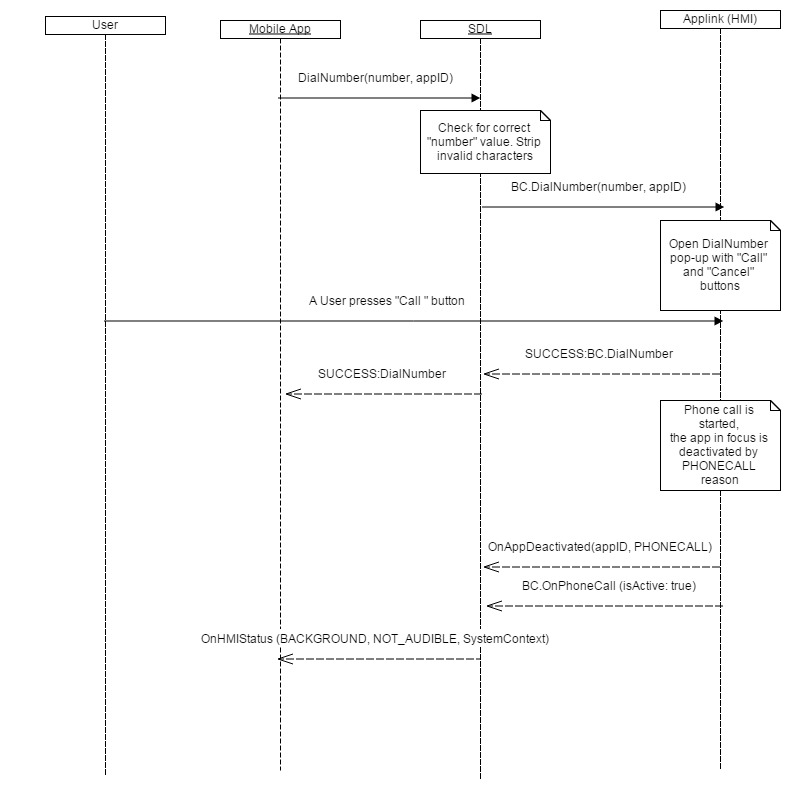 User
Mobile App
SDL
Applink (HMI)
DialNumber(number, appID)
Check for correct
"number" value. Strip
invalid characters
BC.DialNumber(number, appID)
Open DialNumber
pop-up with "Call"
and "Cancel"
buttons
A User presses "Call " button
SUCCESS:BC.DialNumber
SUCCESS:DialNumber
Phone call is
started,
the app in focus is
deactivated by
PHONECALL
reason
OnAppDeactivated(appID, PHONECALL)
BC.OnPhoneCall (isActive: true)
OnHMIStatus (BACKGROUND, NOT_AUDIBLE, SystemContext)